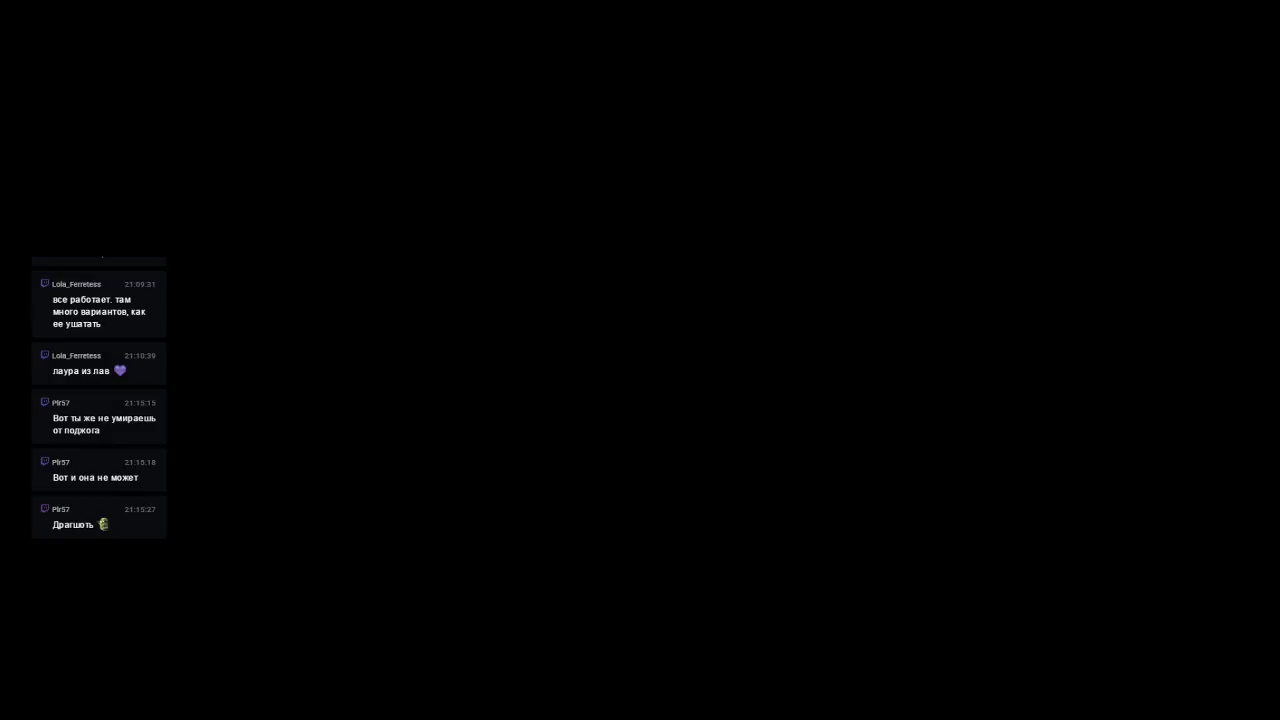 Lola_Ferretess 21:09:31
все работает. там
много вариантов, как
ее ушатать
Lola_Ferretess 21:10:39
лаура из лав
Plr57 21:15:15
Вот ты же не умираешь
от поджога
Plr57 21:15:18
Вот и она не может
Plr57 21:15:27
Драгшоть